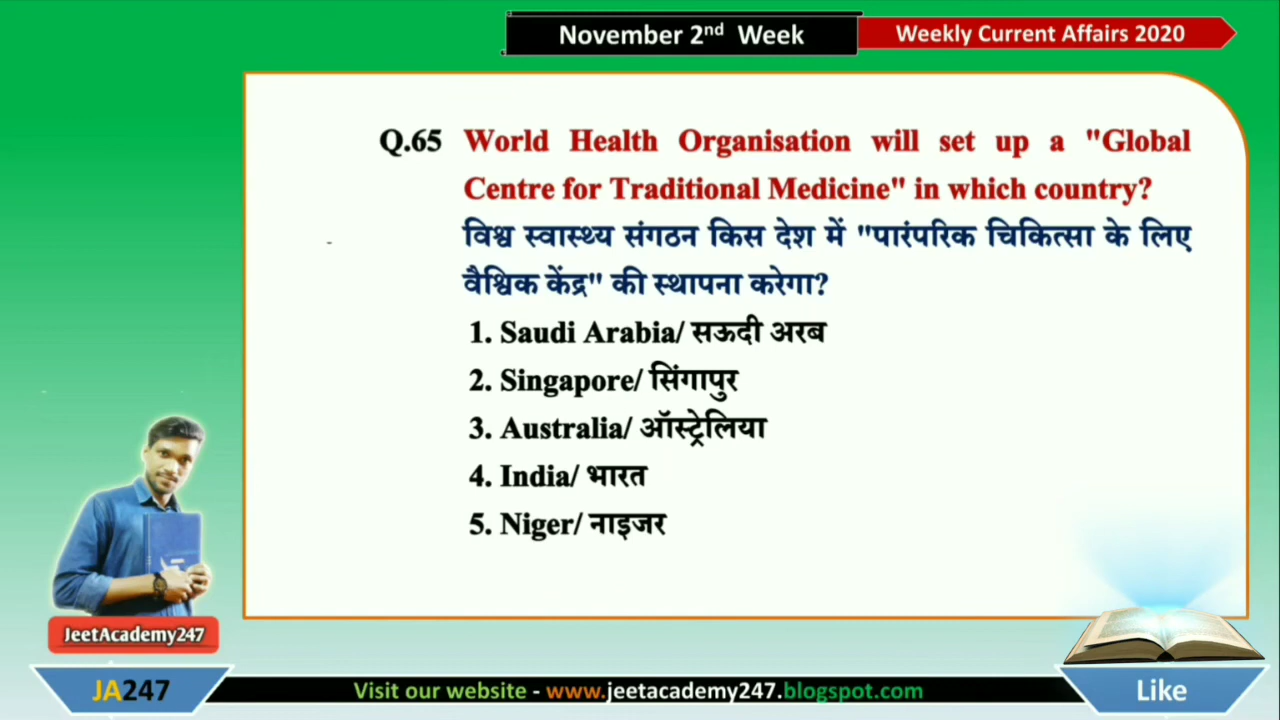 November 2nd Week
Weekly Current Affairs 2020
Q.65 World Health Organisation will set up a "Global
Centre for Traditional Medicine" in which country?
विश्व स्वास्थ्य संगठन किस देश में "पारंपरिक चिकित्सा के लिए
वैश्विक केंद्र" की स्थापना करेगा?
1. Saudi Arabia/ सऊदी अरब
2. Singapore/ सिंगापुर
3. Australia/ ऑस्ट्रेलिया
4. India/ भारत
5. Niger/ नाइजर
JeetAcademy247
JA247
Visit our website - www.jeetacademy247.blogspot.com
Like